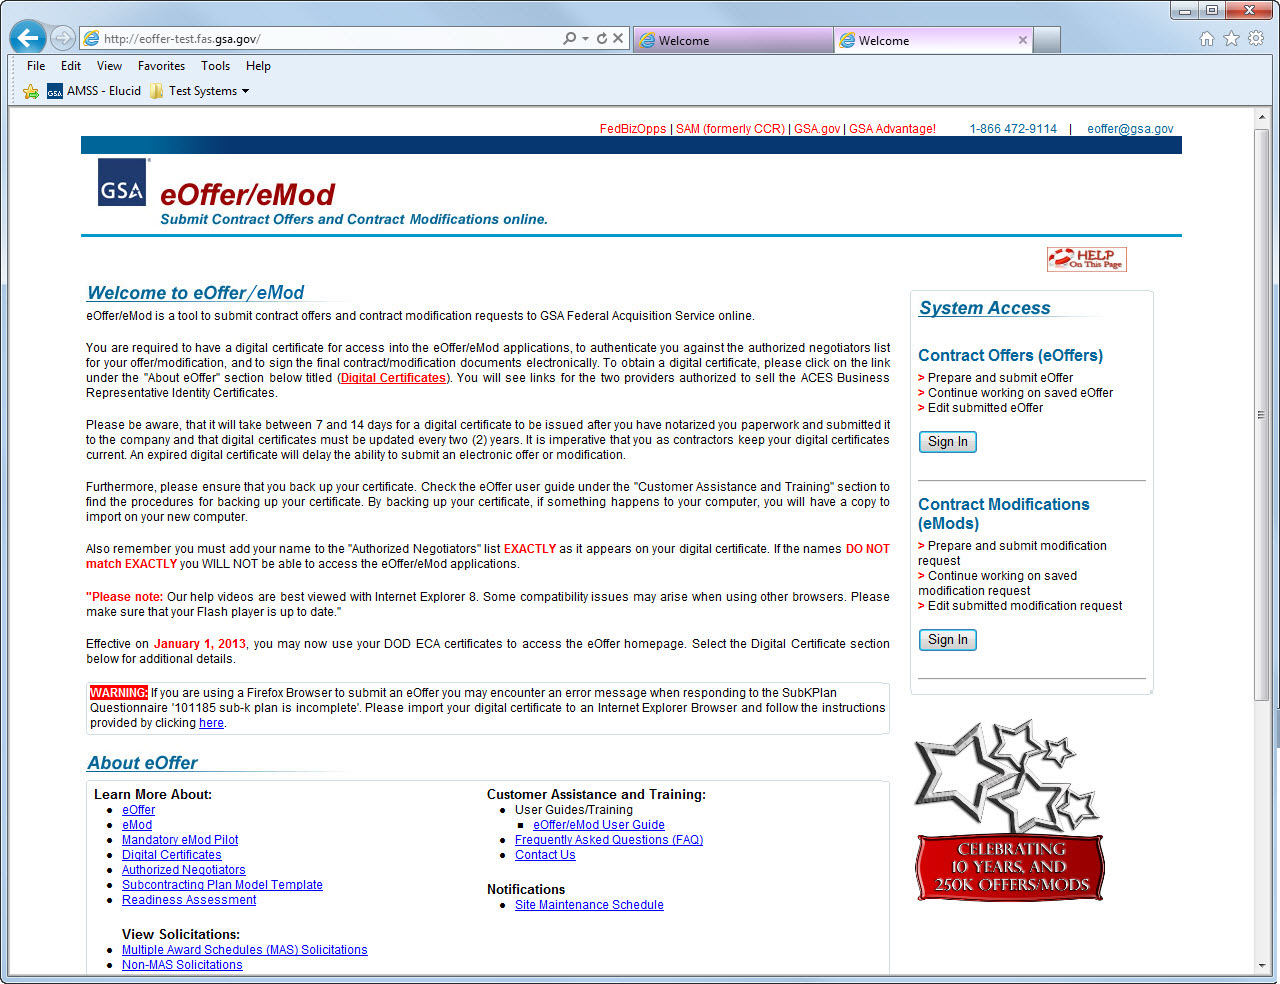 http://eoffer-test.fas.gsa.gov/
Welcome
Welcome
File Edit View Favorites Tools Help
GSA AMSS - Elucid Test Systems
FedBizOpps | SAM (formerly CCR) | GSA.gov | GSA Advantage! 1-866 472-9114 | eoffer@gsa.gov
GSA
eOffer/eMod
Submit Contract Offers and Contract Modifications online.
HELP
On This Page
Welcome to eOffer/eMod
eOffer/eMod is a tool to submit contract offers and contract modification requests to GSA Federal Acquisition Service online.
You are required to have a digital certificate for access into the eOffer/eMod applications, to authenticate you against the authorized negotiators list
for your offer/modification, and to sign the final contract/modification documents electronically. To obtain a digital certificate, please click on the link
under the "About eOffer" section below titled (Digital Certificates). You will see links for the two providers authorized to sell the ACES Business
Representative Identity Certificates.
Please be aware, that it will take between 7 and 14 days for a digital certificate to be issued after you have notarized you paperwork and submitted it
to the company and that digital certificates must be updated every two (2) years. It is imperative that you as contractors keep your digital certificates
current. An expired digital certificate will delay the ability to submit an electronic offer or modification.
Furthermore, please ensure that you back up your certificate. Check the eOffer user guide under the "Customer Assistance and Training" section to
find the procedures for backing up your certificate. By backing up your certificate, if something happens to your computer, you will have a copy to
import on your new computer.
Also remember you must add your name to the "Authorized Negotiators" list EXACTLY as it appears on your digital certificate. If the names DO NOT
match EXACTLY you WILL NOT be able to access the eOffer/eMod applications.
"Please note: Our help videos are best viewed with Internet Explorer 8. Some compatibility issues may arise when using other browsers. Please
make sure that your Flash player is up to date."
Effective on January 1, 2013, you may now use your DOD ECA certificates to access the eOffer homepage. Select the Digital Certificate section
below for additional details.
WARNING: If you are using a Firefox Browser to submit an eOffer you may encounter an error message when responding to the SubKPlan
Questionnaire '101185 sub-k plan is incomplete'. Please import your digital certificate to an Internet Explorer Browser and follow the instructions
provided by clicking here.
About eOffer
Learn More About:
• eOffer
• eMod
• Mandatory eMod Pilot
• Digital Certificates
• Authorized Negotiators
• Subcontracting Plan Model Template
• Readiness Assessment
View Solicitations:
• Multiple Award Schedules (MAS) Solicitations
• Non-MAS Solicitations
Customer Assistance and Training:
• User Guides/Training
▪ eOffer/eMod User Guide
• Frequently Asked Questions (FAQ)
• Contact Us
Notifications
• Site Maintenance Schedule
System Access
Contract Offers (eOffers)
> Prepare and submit eOffer
> Continue working on saved eOffer
> Edit submitted eOffer
Sign In
Contract Modifications
(eMods)
> Prepare and submit modification
request
> Continue working on saved
modification request
> Edit submitted modification request
Sign In
CELEBRATING
10 YEARS, AND
250K OFFERS/MODS